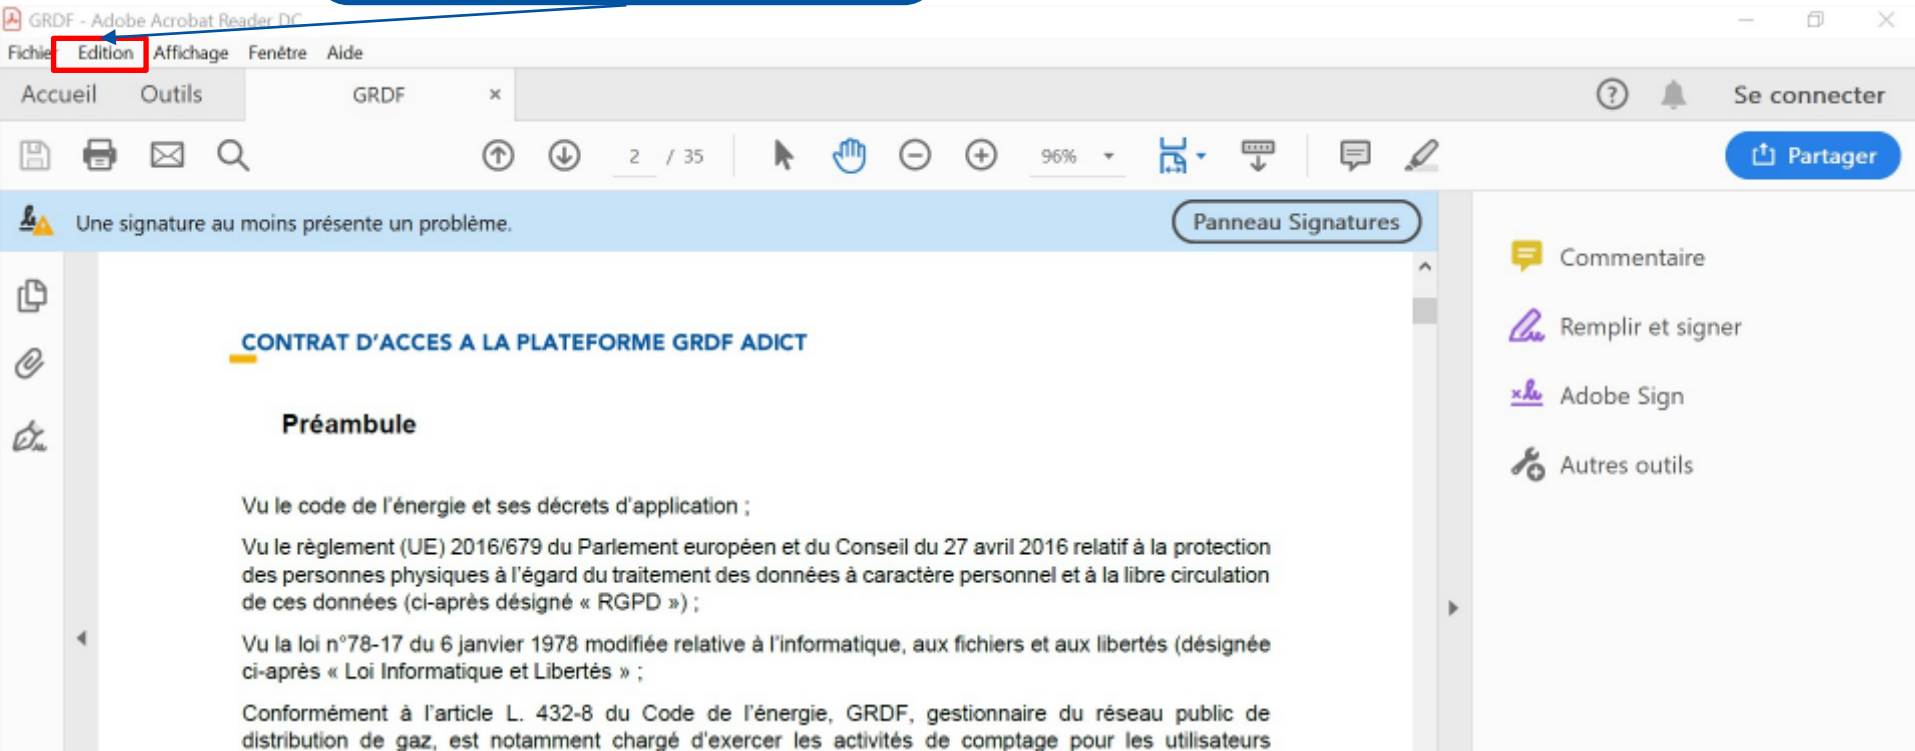 GRDF - Adobe Acrobat Reader DC
Fichier Edition Affichage Fenêtre Aide
Accueil Outils GRDF ×
? Se connecter
2 / 35 96% Partager
Une signature au moins présente un problème. Panneau Signatures
Commentaire
Remplir et signer
Adobe Sign
Autres outils
CONTRAT D'ACCES A LA PLATEFORME GRDF ADICT
Préambule
Vu le code de l'énergie et ses décrets d'application ;
Vu le règlement (UE) 2016/679 du Parlement européen et du Conseil du 27 avril 2016 relatif à la protection
des personnes physiques à l'égard du traitement des données à caractère personnel et à la libre circulation
de ces données (ci-après désigné « RGPD ») ;
Vu la loi n°78-17 du 6 janvier 1978 modifiée relative à l'informatique, aux fichiers et aux libertés (désignée
ci-après « Loi Informatique et Libertés » ;
Conformément à l'article L. 432-8 du Code de l'énergie, GRDF, gestionnaire du réseau public de
distribution de gaz, est notamment chargé d'exercer les activités de comptage pour les utilisateurs